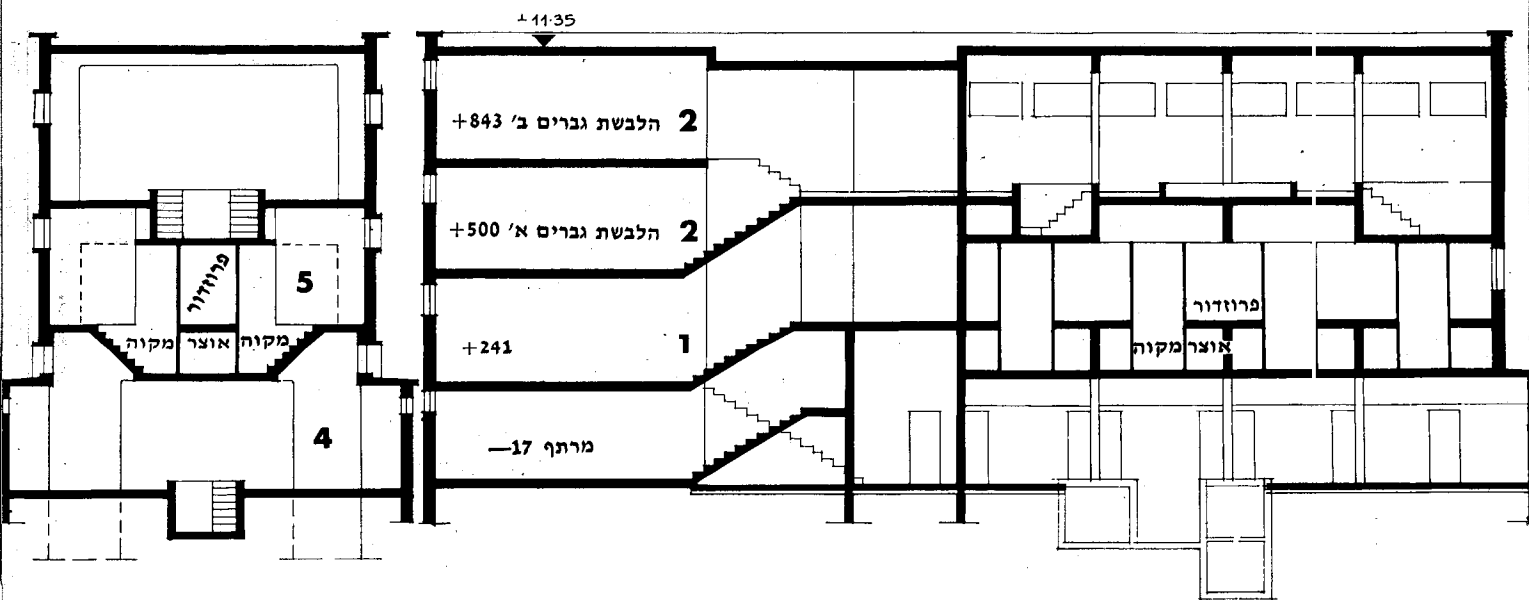 ⊥ 11·35
2 הלבשת גברים ב' 843+
2 הלבשת גברים א' 500+
1
+241
מרתף 17—
פרוזדור
5
מקוה
אוצר
מקוה
4
פרוזדור
מקוה
אוצר